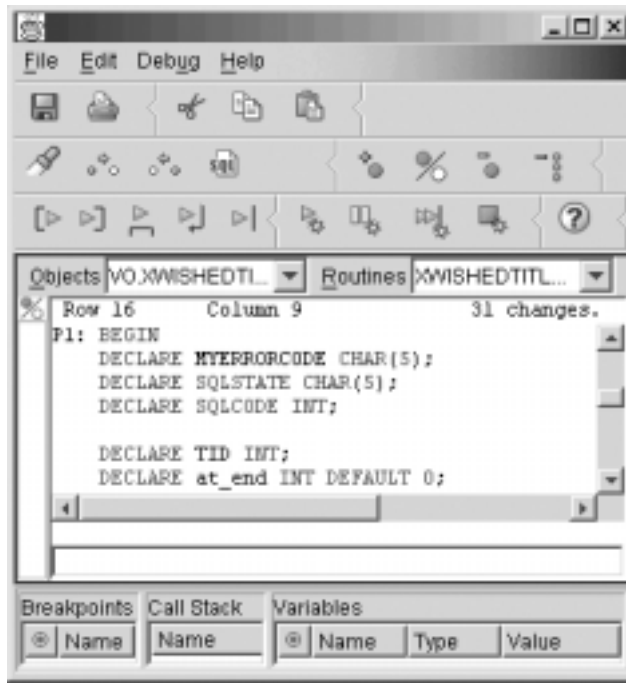 File Edit Debug Help
sql
?
Objects VO.XWISHEDTI... Routines XWISHEDTITL...
Row 16 Column 9 31 changes.
P1: BEGIN
DECLARE MYERRORCODE CHAR(5);
DECLARE SQLSTATE CHAR(5);
DECLARE SQLCODE INT;
DECLARE TID INT;
DECLARE at_end INT DEFAULT 0;
Breakpoints Call Stack Variables
Name Name Name Type Value